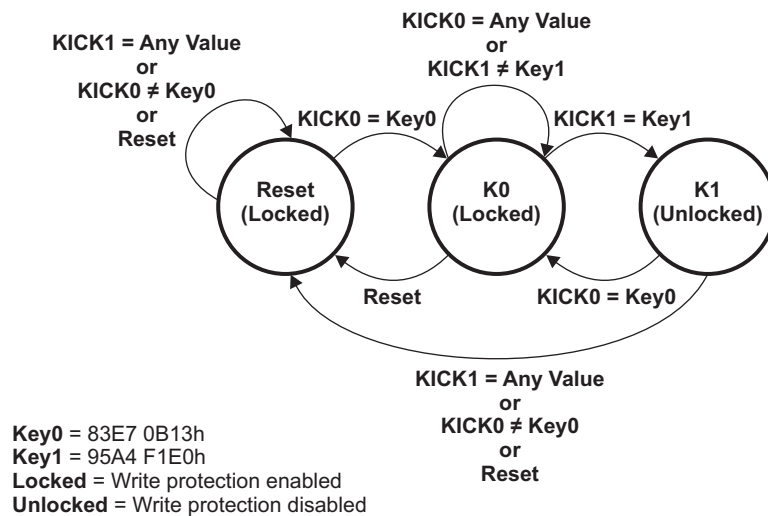 KICK1 = Any Value
or
KICK0 ≠ Key0
or
Reset
KICK0 = Any Value
or
KICK1 ≠ Key1
KICK0 = Key0
KICK1 = Key1
Reset
(Locked)
K0
(Locked)
K1
(Unlocked)
Reset
KICK0 = Key0
KICK1 = Any Value
or
KICK0 ≠ Key0
or
Reset
Key0 = 83E7 0B13h
Key1 = 95A4 F1E0h
Locked = Write protection enabled
Unlocked = Write protection disabled